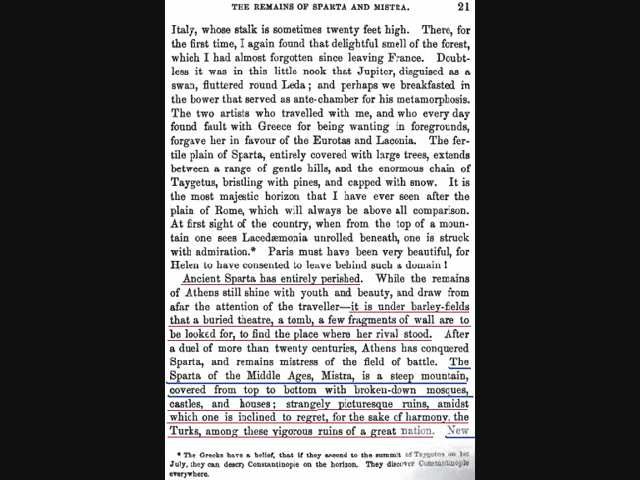 THE REMAINS OF SPARTA AND MISTRA. 21
Italy, whose stalk is sometimes twenty feet high. There, for
the first time, I again found that delightful smell of the forest,
which I had almost forgotten since leaving France. Doubt-
less it was in this little nook that Jupiter, disguised as a
swan, fluttered round Leda; and perhaps we breakfasted in
the bower that served as ante-chamber for his metamorphosis.
The two artists who travelled with me, and who every day
found fault with Greece for being wanting in foregrounds,
forgave her in favour of the Eurotas and Laconia. The fer-
tile plain of Sparta, entirely covered with large trees, extends
between a range of gentle hills, and the enormous chain of
Taygetus, bristling with pines, and capped with snow. It is
the most majestic horizon that I have ever seen after the
plain of Rome, which will always be above all comparison.
At first sight of the country, when from the top of a moun-
tain one sees Lacedæmonia unrolled beneath, one is struck
with admiration.* Paris must have been very beautiful, for
Helen to have consented to leave behind such a domain!
Ancient Sparta has entirely perished. While the remains
of Athens still shine with youth and beauty, and draw from
afar the attention of the traveller—it is under barley-fields
that a buried theatre, a tomb, a few fragments of wall are to
be looked for, to find the place where her rival stood. After
a duel of more than twenty centuries, Athens has conquered
Sparta, and remains mistress of the field of battle. The
Sparta of the Middle Ages, Mistra, is a steep mountain,
covered from top to bottom with broken-down mosques,
castles, and houses; strangely picturesque ruins, amidst
which one is inclined to regret, for the sake of harmony, the
Turks, among these vigorous ruins of a great nation. New
* The Greeks have a belief, that if they ascend to the summit of Taygetus on 1st
July, they can descry Constantinople on the horizon. They discover Constantinople
everywhere.